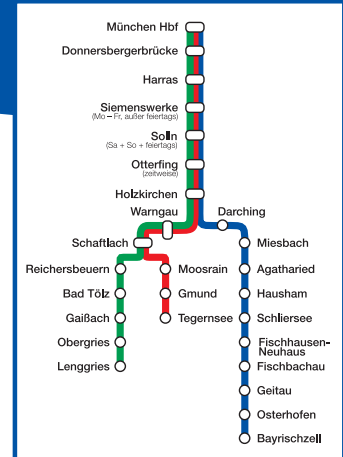 München Hbf
Donnersbergerbrücke
Harras
Siemenswerke
(Mo – Fr, außer feiertags)
Solln
(Sa + So + feiertags)
Otterfing
(zeitweise)
Holzkirchen
Warngau
Darching
Schaftlach
Miesbach
Reichersbeuern
Moosrain
Agatharied
Bad Tölz
Gmund
Hausham
Gaißach
Tegernsee
Schliersee
Obergries
Fischhausen-
Neuhaus
Lenggries
Fischbachau
Geitau
Osterhofen
Bayrischzell